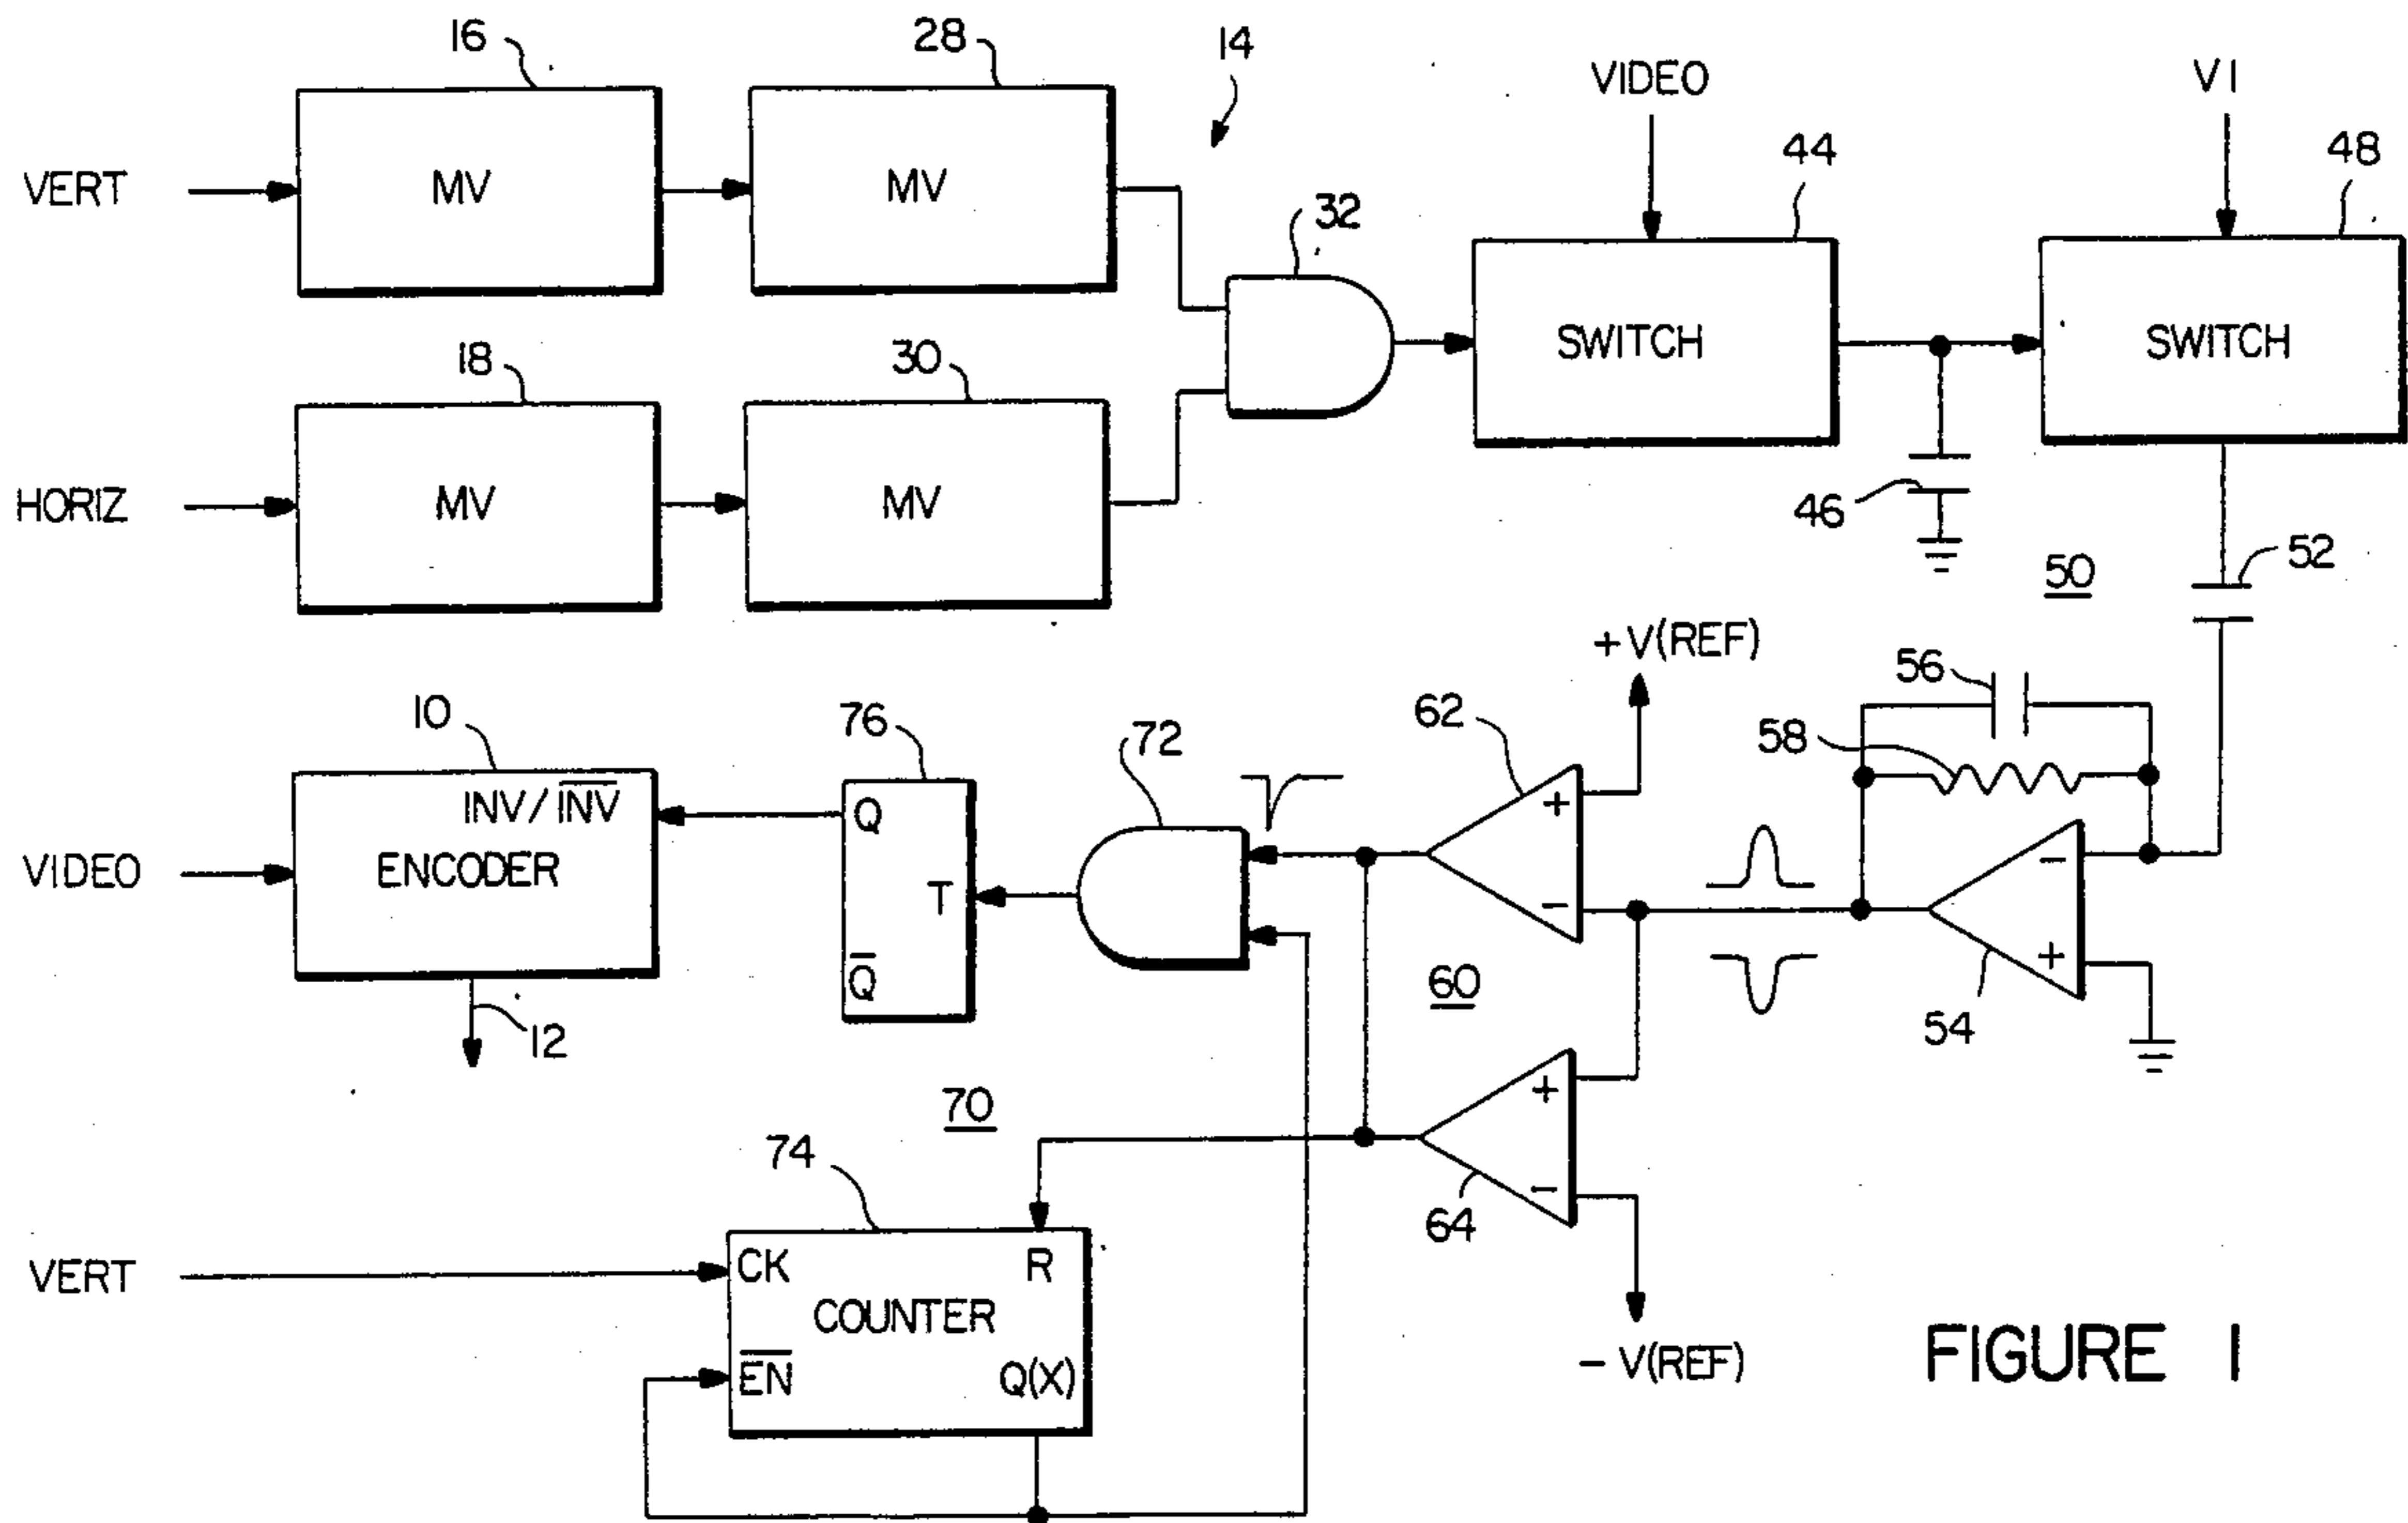 16
28
14
VIDEO
V1
VERT
MV
MV
32
44
48
18
30
SWITCH
SWITCH
HORIZ
MV
MV
46
50
52
+V(REF)
10
76
72
62
56
58
INV/I̅N̅V̅
Q
+
VIDEO
ENCODER
T
−
−
Q̅
60
+
12
54
70
+
74
−
64
VERT
CK
R
COUNTER
E̅N̅
Q(X)
−V(REF)
FIGURE 1